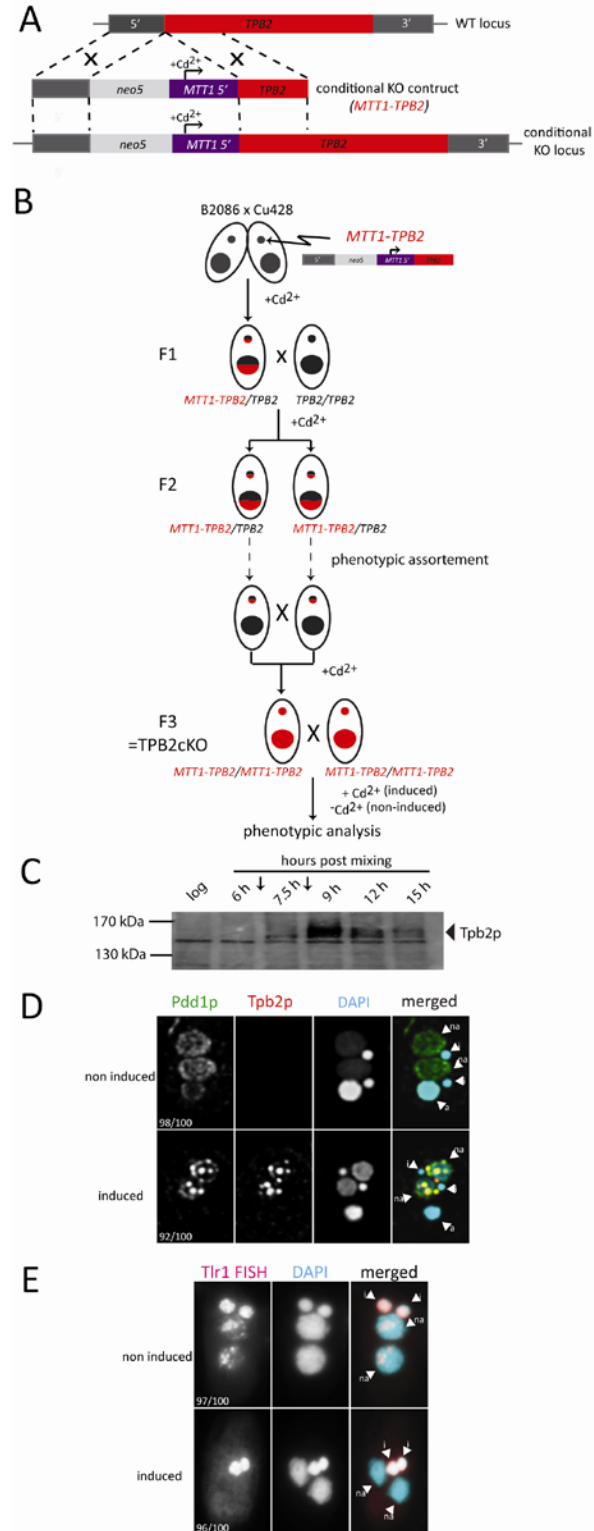 A
5' TPB2 3' WT locus
X X
+Cd2+
neo5 MTT1 5' TPB2 conditional KO contruct
(MTT1-TPB2)
+Cd2+
neo5 MTT1 5' TPB2 3' conditional
KO locus
5'
B
B2086 x Cu428
MTT1-TPB2
5' neo5 MTT1 5' TPB2
+Cd2+
F1 X
MTT1-TPB2/TPB2 TPB2/TPB2
+Cd2+
F2
MTT1-TPB2/TPB2 MTT1-TPB2/TPB2
phenotypic assortement
X
+Cd2+
F3
=TPB2cKO
X
MTT1-TPB2/MTT1-TPB2 MTT1-TPB2/MTT1-TPB2
+ Cd2+ (induced)
-Cd2+ (non-induced)
phenotypic analysis
C
hours post mixing
log 6 h 7.5 h 9 h 12 h 15 h
170 kDa
Tpb2p
130 kDa
D
Pdd1p Tpb2p DAPI merged
non induced
na
i
na
i
a
98/100
induced
na
i
i
na
a
92/100
E
Tlr1 FISH DAPI merged
non induced
i i
na
na
97/100
induced
i
i
na
na
96/100